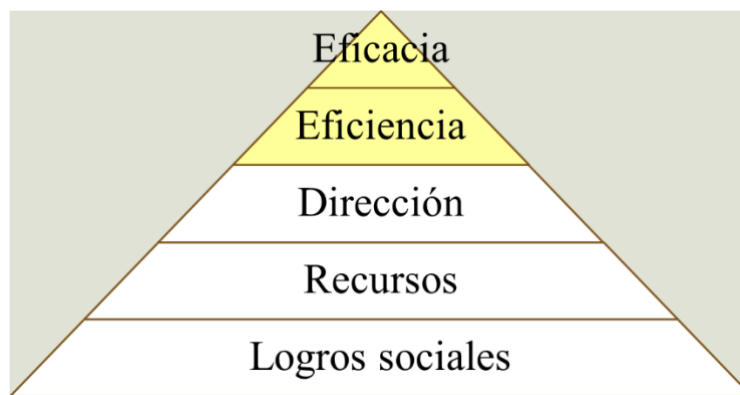 Eficacia
Eficiencia
Dirección
Recursos
Logros sociales